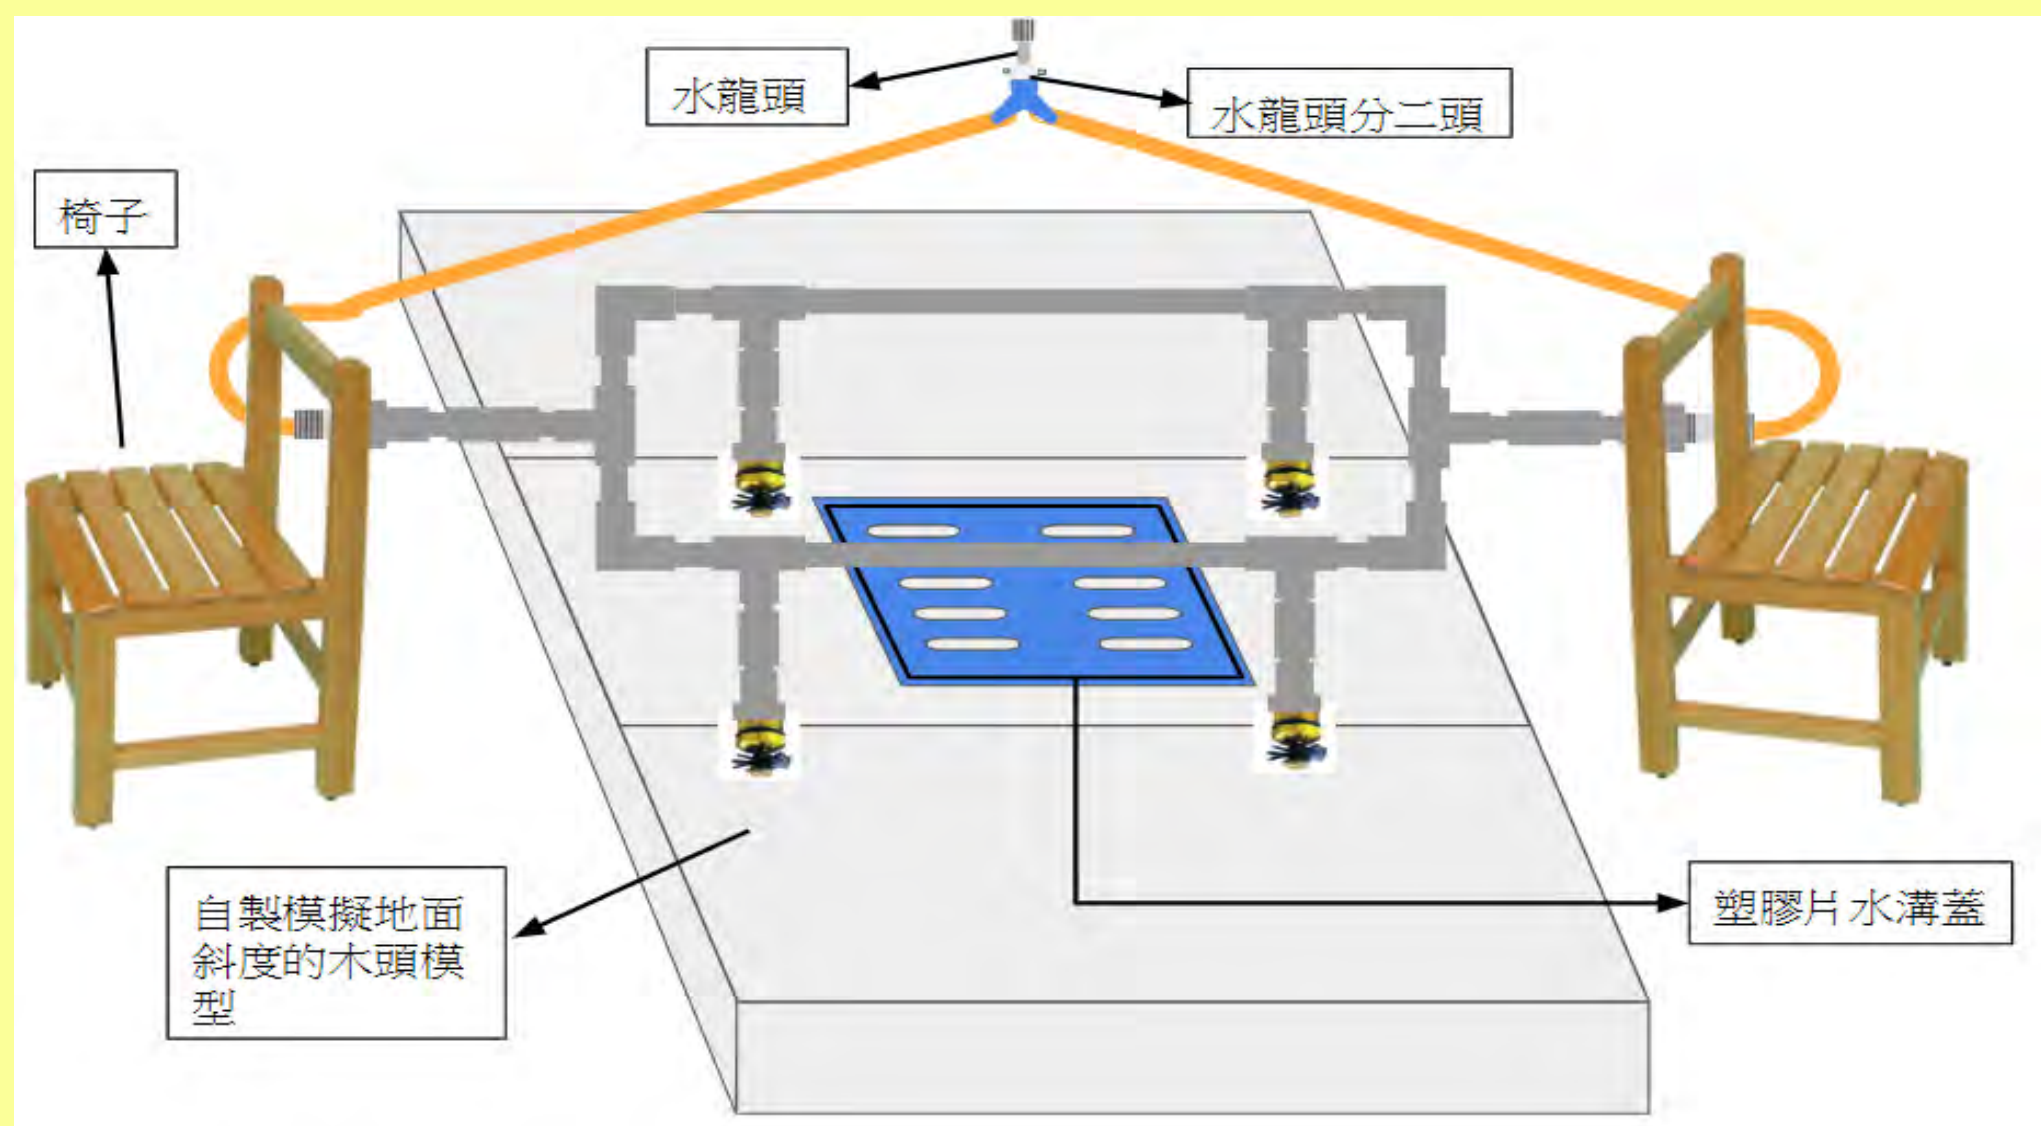 水龍頭
水龍頭分二頭
椅子
自製模擬地面
斜度的木頭模
型
塑膠片水溝蓋